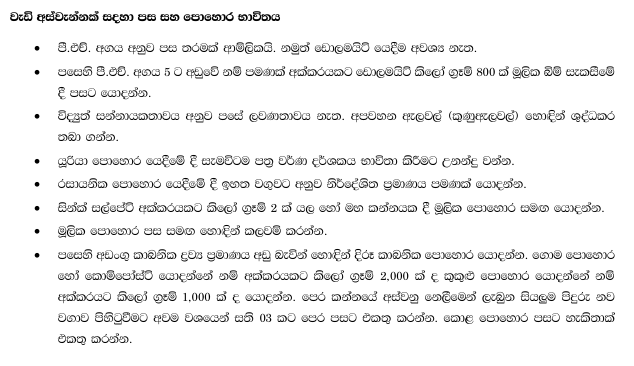 වැඩි අස්වැන්නක් සඳහා පස සහ පොහොර භාවිතය
• පී.එච්. අගය අනුව පස තරමක් ආම්ලිකයි. නමුත් ඩොලමයිට් යෙදීම අවශ්‍ය නැත.
• පසෙහි පී.එච්. අගය 5 ට අඩුවේ නම් පමණක් අක්කරයකට ඩොලමයිට් කිලෝ ග්‍රෑම් 800 ක් මූලික බිම් සැකසීමේ
දී පසට යොදන්න.
• විද්‍යුත් සන්නායකතාවය අනුව පසේ ලවණතාවය නැත. අපවහන ඇලවල් (කුණුඇලවල්) හොඳින් ශුද්ධකර
තබා ගන්න.
• යූරියා පොහොර යෙදීමේ දී සැමවිටම පත්‍ර වර්ණ දර්ශකය භාවිතා කිරීමට උනන්දු වන්න.
• රසායනික පොහොර යෙදීමේ දී ඉහත වගුවට අනුව නිර්දේශිත ප්‍රමාණය පමණක් යොදන්න.
• සින්ක් සල්පේට් අක්කරයකට කිලෝ ග්‍රෑම් 2 ක් යල හෝ මහ කන්නයක දී මූලික පොහොර සමඟ යොදන්න.
• මූලික පොහොර පස සමඟ හොඳින් කලවම් කරන්න.
• පසෙහි අඩංගු කාබනික ද්‍රව්‍ය ප්‍රමාණය අඩු බැවින් හොඳින් දිරූ කාබනික පොහොර යොදන්න. ගොම පොහොර
හෝ කොම්පෝස්ට් යොදන්නේ නම් අක්කරයකට කිලෝ ග්‍රෑම් 2,000 ක් ද කුකුළු පොහොර යොදන්නේ නම්
අක්කරයට කිලෝ ග්‍රෑම් 1,000 ක් ද යොදන්න. පෙර කන්නයේ අස්වනු නෙලීමෙන් ලැබුන සියලුම පිදුරු නව
වගාව පිහිටුවීමට අවම වශයෙන් සති 03 කට පෙර පසට එකතු කරන්න. කොළ පොහොර පසට හැකිතාක්
එකතු කරන්න.